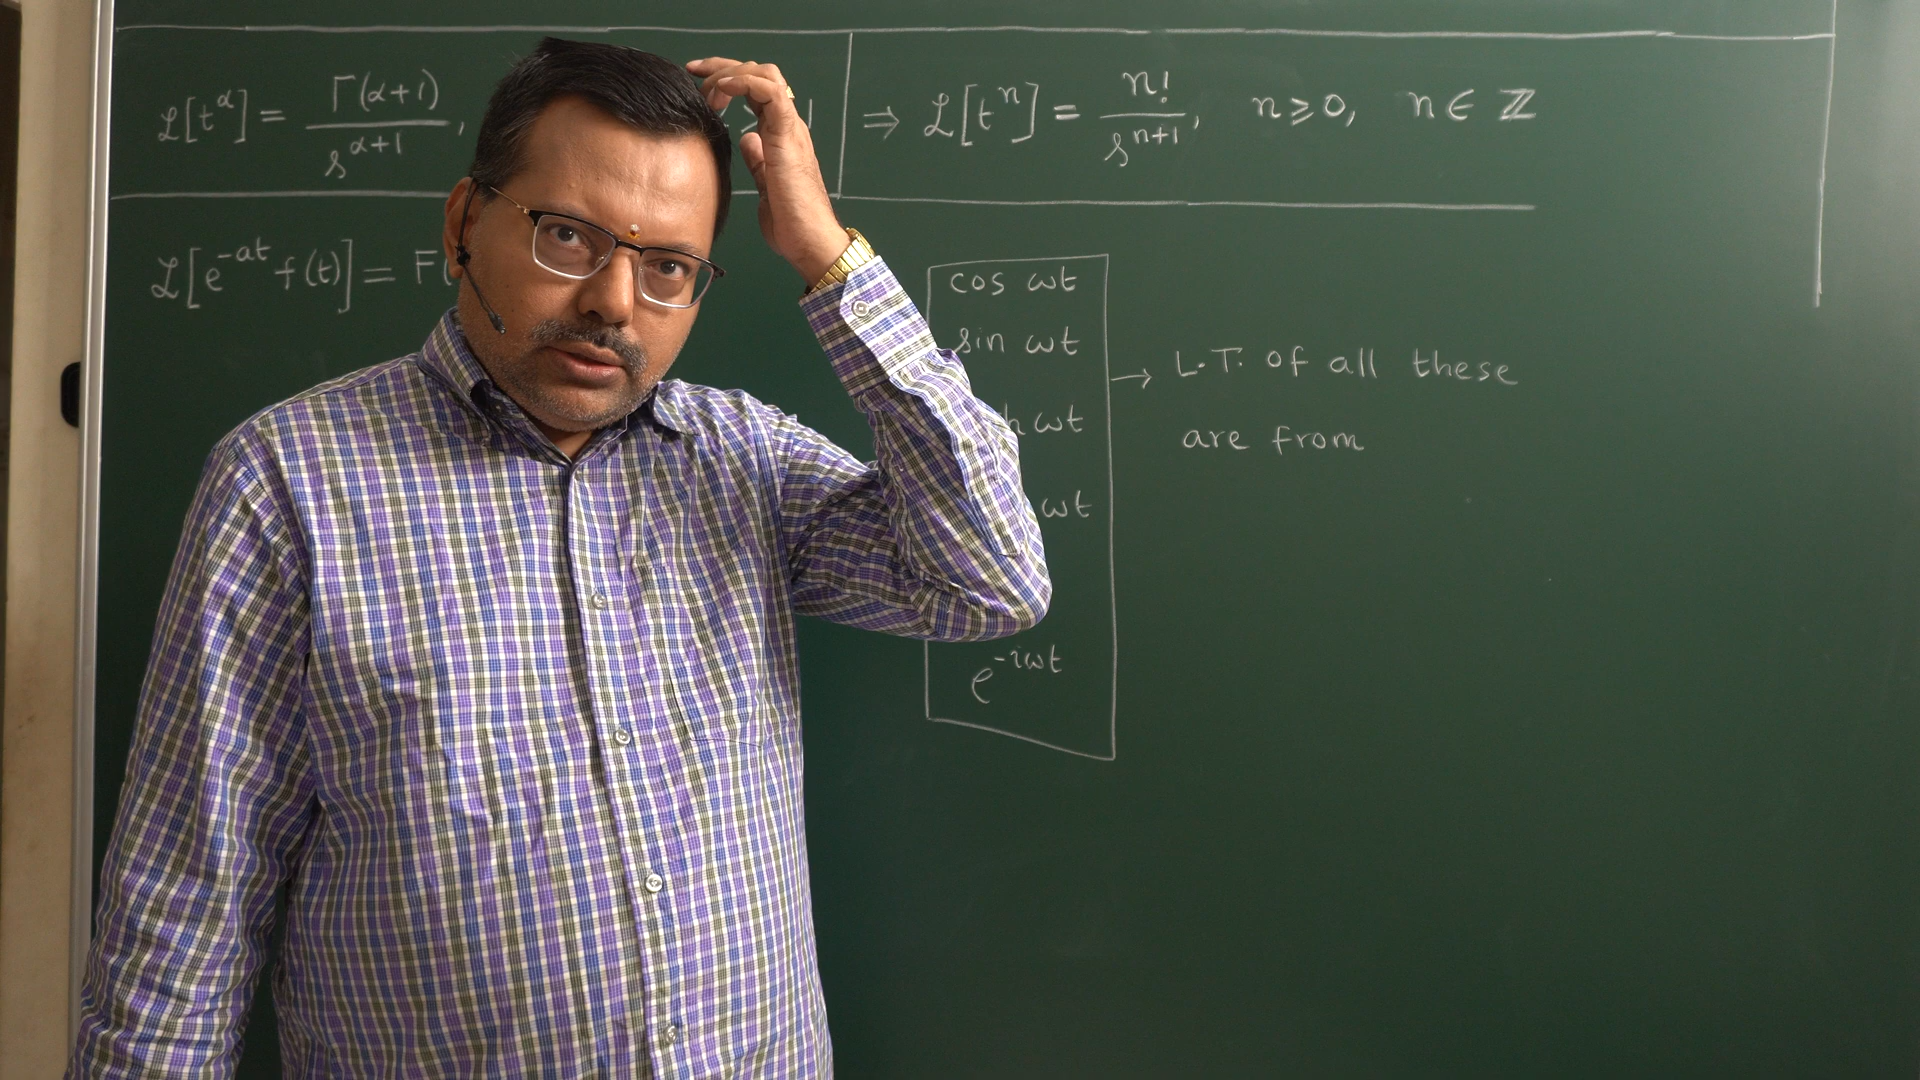 ℒ[t^α] = Γ(α+1)/s^(α+1),
⇒ ℒ[t^n] = n!/s^(n+1), n ≥ 0, n ∈ ℤ
ℒ[e^(-at) f(t)] = F(
cos ωt
sin ωt
h ωt
ωt
e^(-iωt)
→ L.T. of all these
are from